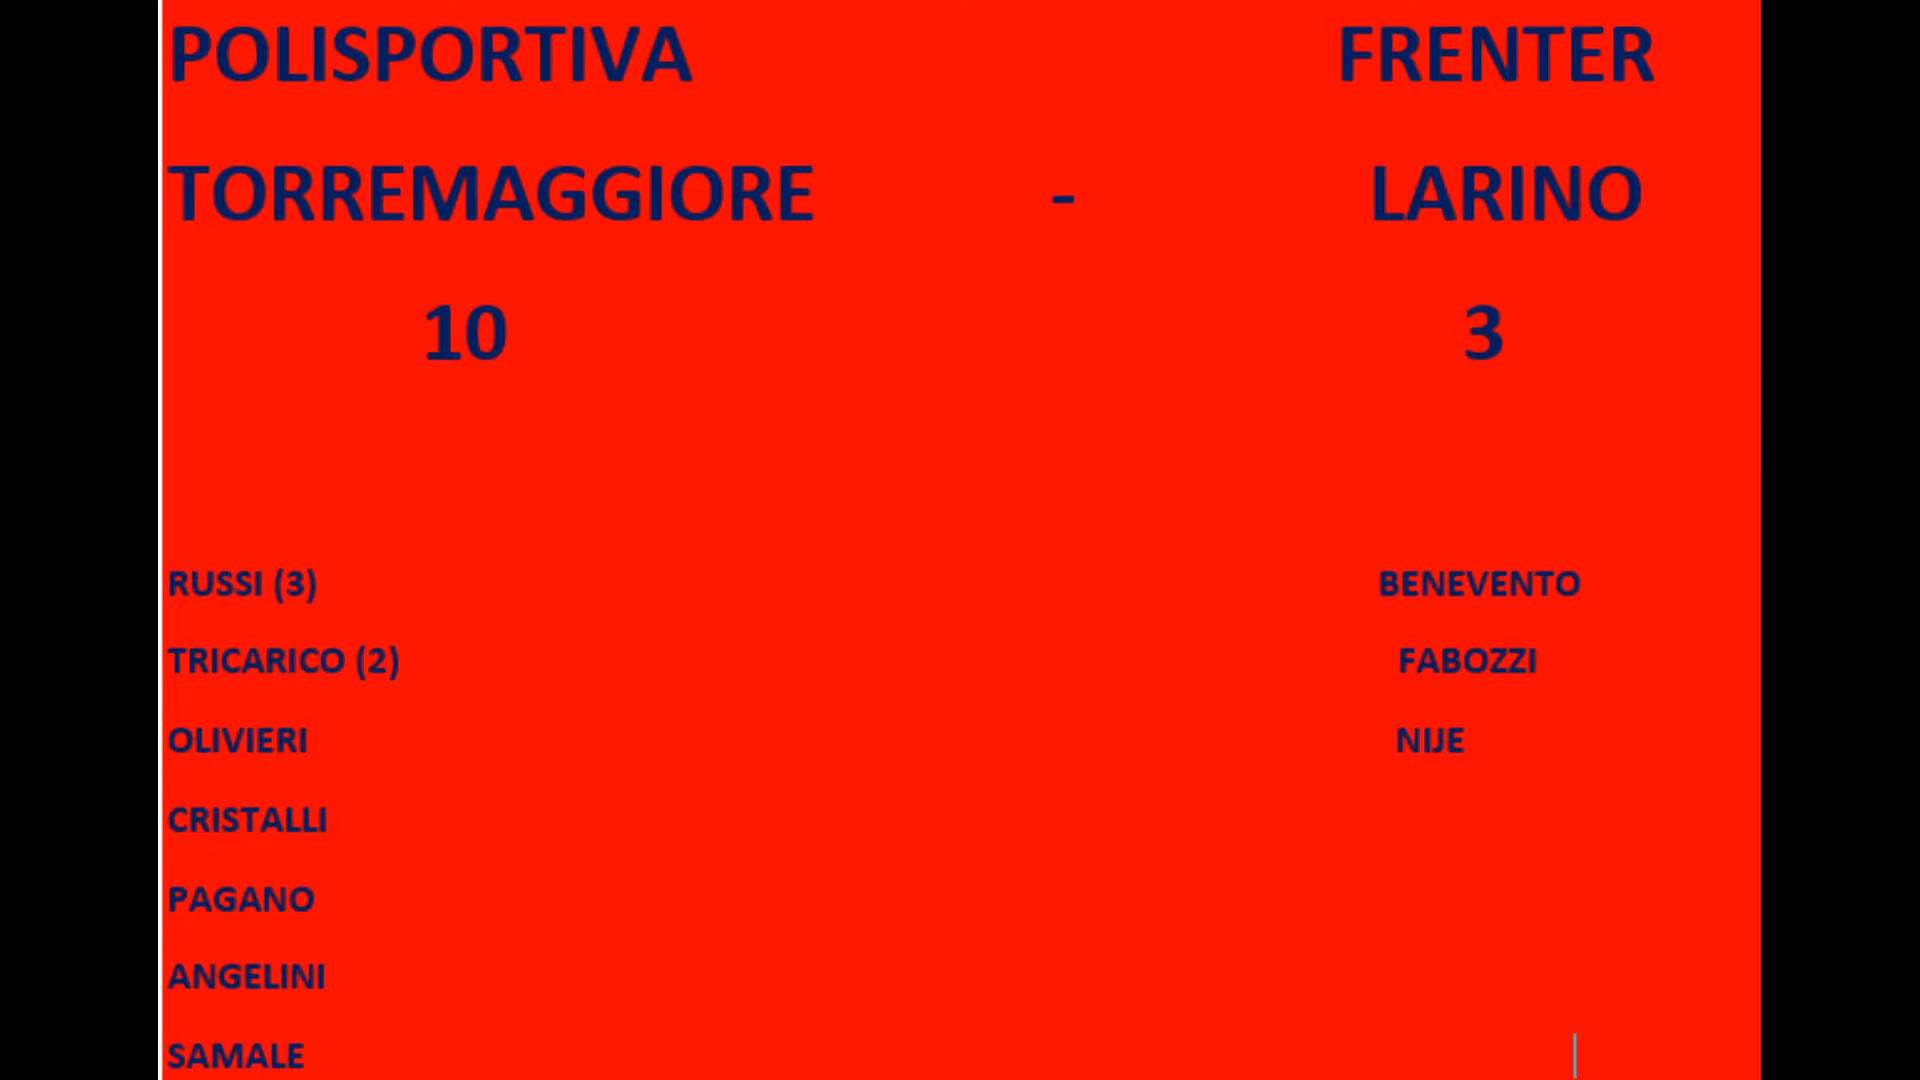 POLISPORTIVA FRENTER
TORREMAGGIORE - LARINO
10 3
RUSSI (3) BENEVENTO
TRICARICO (2) FABOZZI
OLIVIERI NIJE
CRISTALLI
PAGANO
ANGELINI
SAMALE